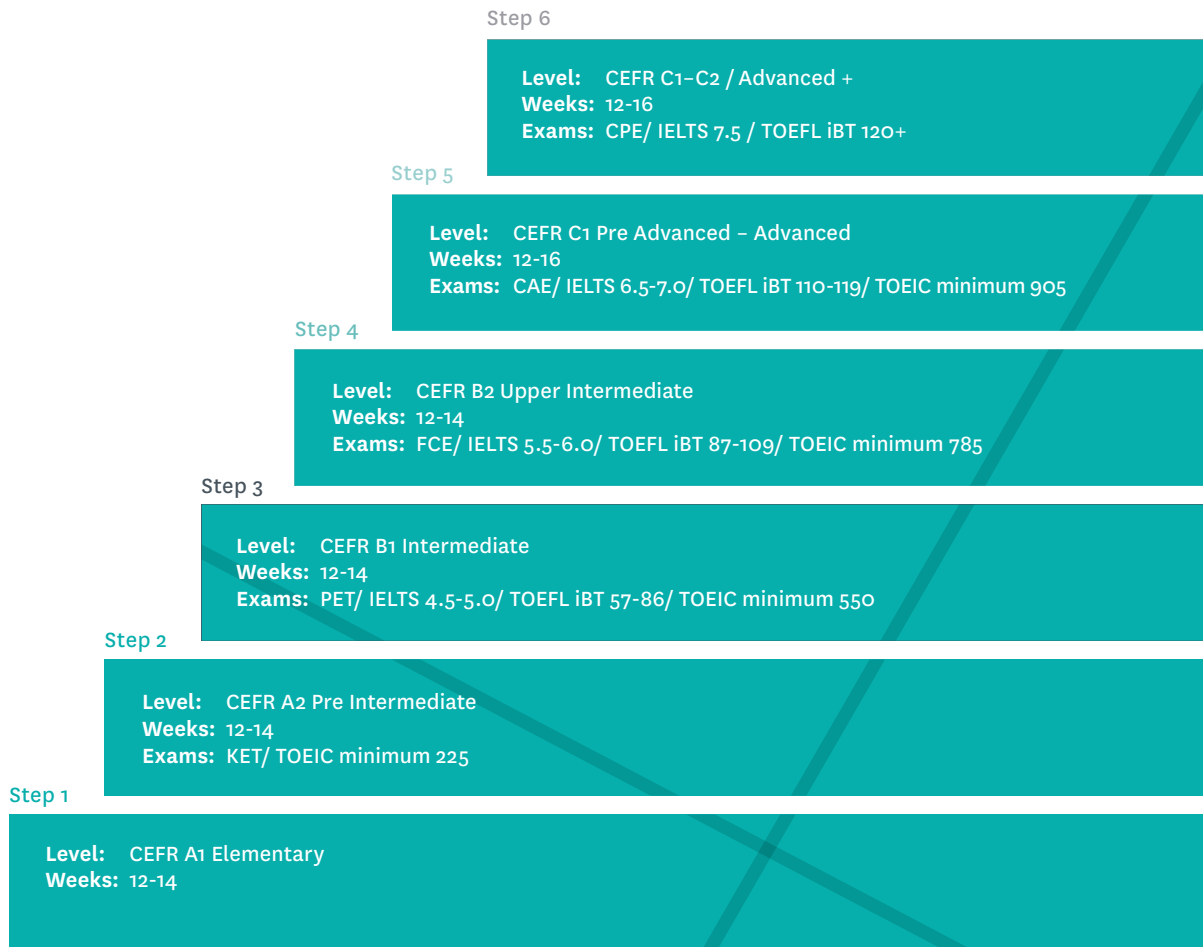 Step 6
Level: CEFR C1–C2 / Advanced +
Weeks: 12-16
Exams: CPE/ IELTS 7.5 / TOEFL iBT 120+
Step 5
Level: CEFR C1 Pre Advanced – Advanced
Weeks: 12-16
Exams: CAE/ IELTS 6.5-7.0/ TOEFL iBT 110-119/ TOEIC minimum 905
Step 4
Level: CEFR B2 Upper Intermediate
Weeks: 12-14
Exams: FCE/ IELTS 5.5-6.0/ TOEFL iBT 87-109/ TOEIC minimum 785
Step 3
Level: CEFR B1 Intermediate
Weeks: 12-14
Exams: PET/ IELTS 4.5-5.0/ TOEFL iBT 57-86/ TOEIC minimum 550
Step 2
Level: CEFR A2 Pre Intermediate
Weeks: 12-14
Exams: KET/ TOEIC minimum 225
Step 1
Level: CEFR A1 Elementary
Weeks: 12-14